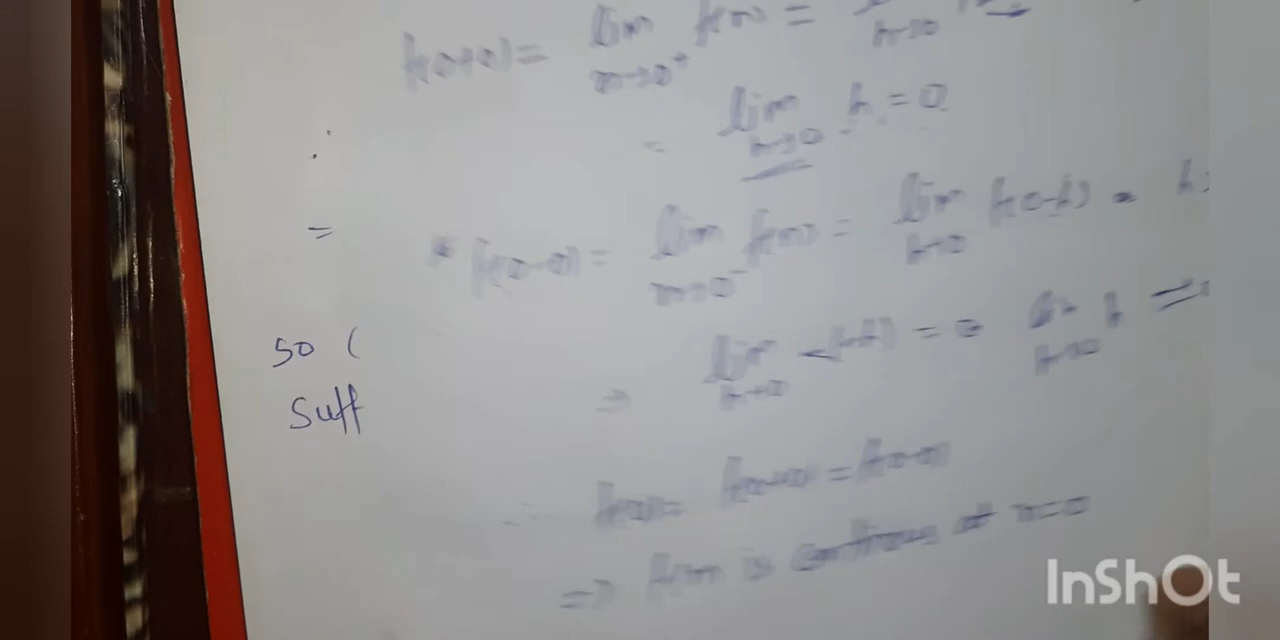 f(0+0) = lim x→0+ f(x) = h→0
= lim h→0 h = 0
= * f(0-0) = lim x→0- f(x) = lim h→0 f(0-h) =
so (
⇒ lim h→0 -(-h) = lim h→0 h =
Suff
∴ f(0) = f(0+0) = f(0-0)
⇒ f(x) is continuous at x=0
InShOt